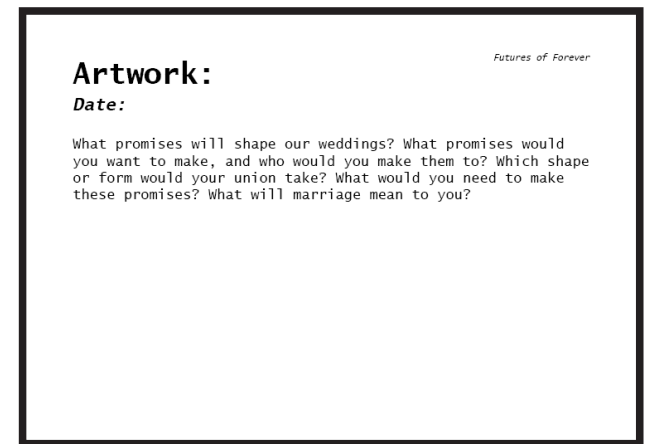 Futures of Forever
Artwork:
Date:
What promises will shape our weddings? What promises would
you want to make, and who would you make them to? Which shape
or form would your union take? What would you need to make
these promises? What will marriage mean to you?